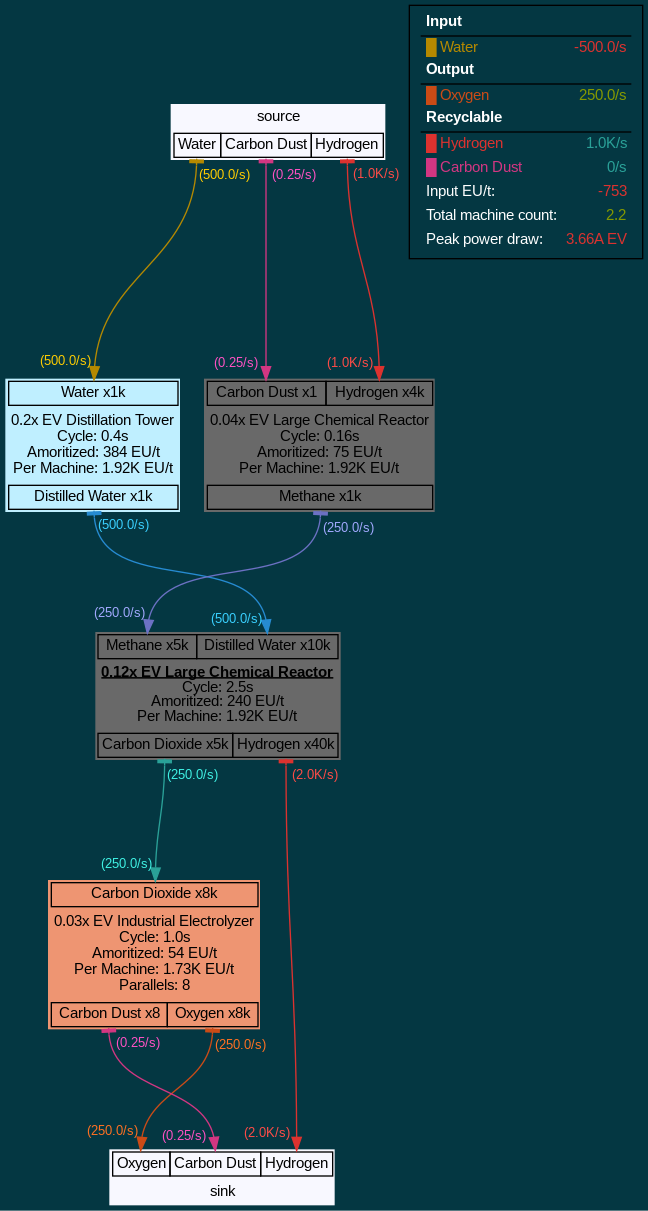 Input
Water -500.0/s
Output
Oxygen 250.0/s
Recyclable
Hydrogen 1.0K/s
Carbon Dust 0/s
Input EU/t: -753
Total machine count: 2.2
Peak power draw: 3.66A EV
source
Water Carbon Dust Hydrogen
(500.0/s) (0.25/s) (1.0K/s)
(500.0/s) (0.25/s) (1.0K/s)
Water x1k
0.2x EV Distillation Tower
Cycle: 0.4s
Amoritized: 384 EU/t
Per Machine: 1.92K EU/t
Distilled Water x1k
Carbon Dust x1 Hydrogen x4k
0.04x EV Large Chemical Reactor
Cycle: 0.16s
Amoritized: 75 EU/t
Per Machine: 1.92K EU/t
Methane x1k
(500.0/s) (250.0/s)
(250.0/s) (500.0/s)
Methane x5k Distilled Water x10k
0.12x EV Large Chemical Reactor
Cycle: 2.5s
Amoritized: 240 EU/t
Per Machine: 1.92K EU/t
Carbon Dioxide x5k Hydrogen x40k
(250.0/s) (2.0K/s)
(250.0/s)
Carbon Dioxide x8k
0.03x EV Industrial Electrolyzer
Cycle: 1.0s
Amoritized: 54 EU/t
Per Machine: 1.73K EU/t
Parallels: 8
Carbon Dust x8 Oxygen x8k
(0.25/s) (250.0/s)
(250.0/s) (0.25/s) (2.0K/s)
Oxygen Carbon Dust Hydrogen
sink